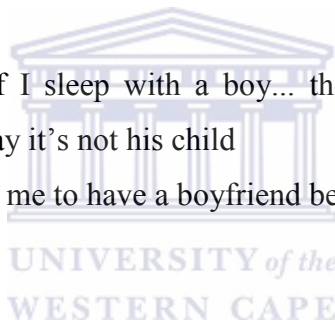 f I sleep with a boy... th
ay it's not his child
me to have a boyfriend be
UNIVERSITY of the
WESTERN CAPE